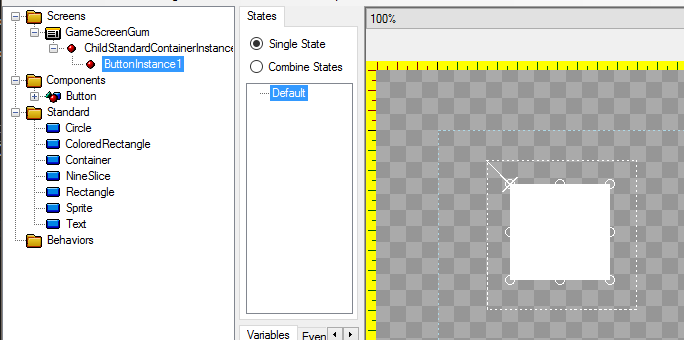 Screens
GameScreenGum
ChildStandardContainerInstance
ButtonInstance1
Components
Button
Standard
Circle
ColoredRectangle
Container
NineSlice
Rectangle
Sprite
Text
Behaviors
States
Single State
Combine States
Default
Variables
Even
100%